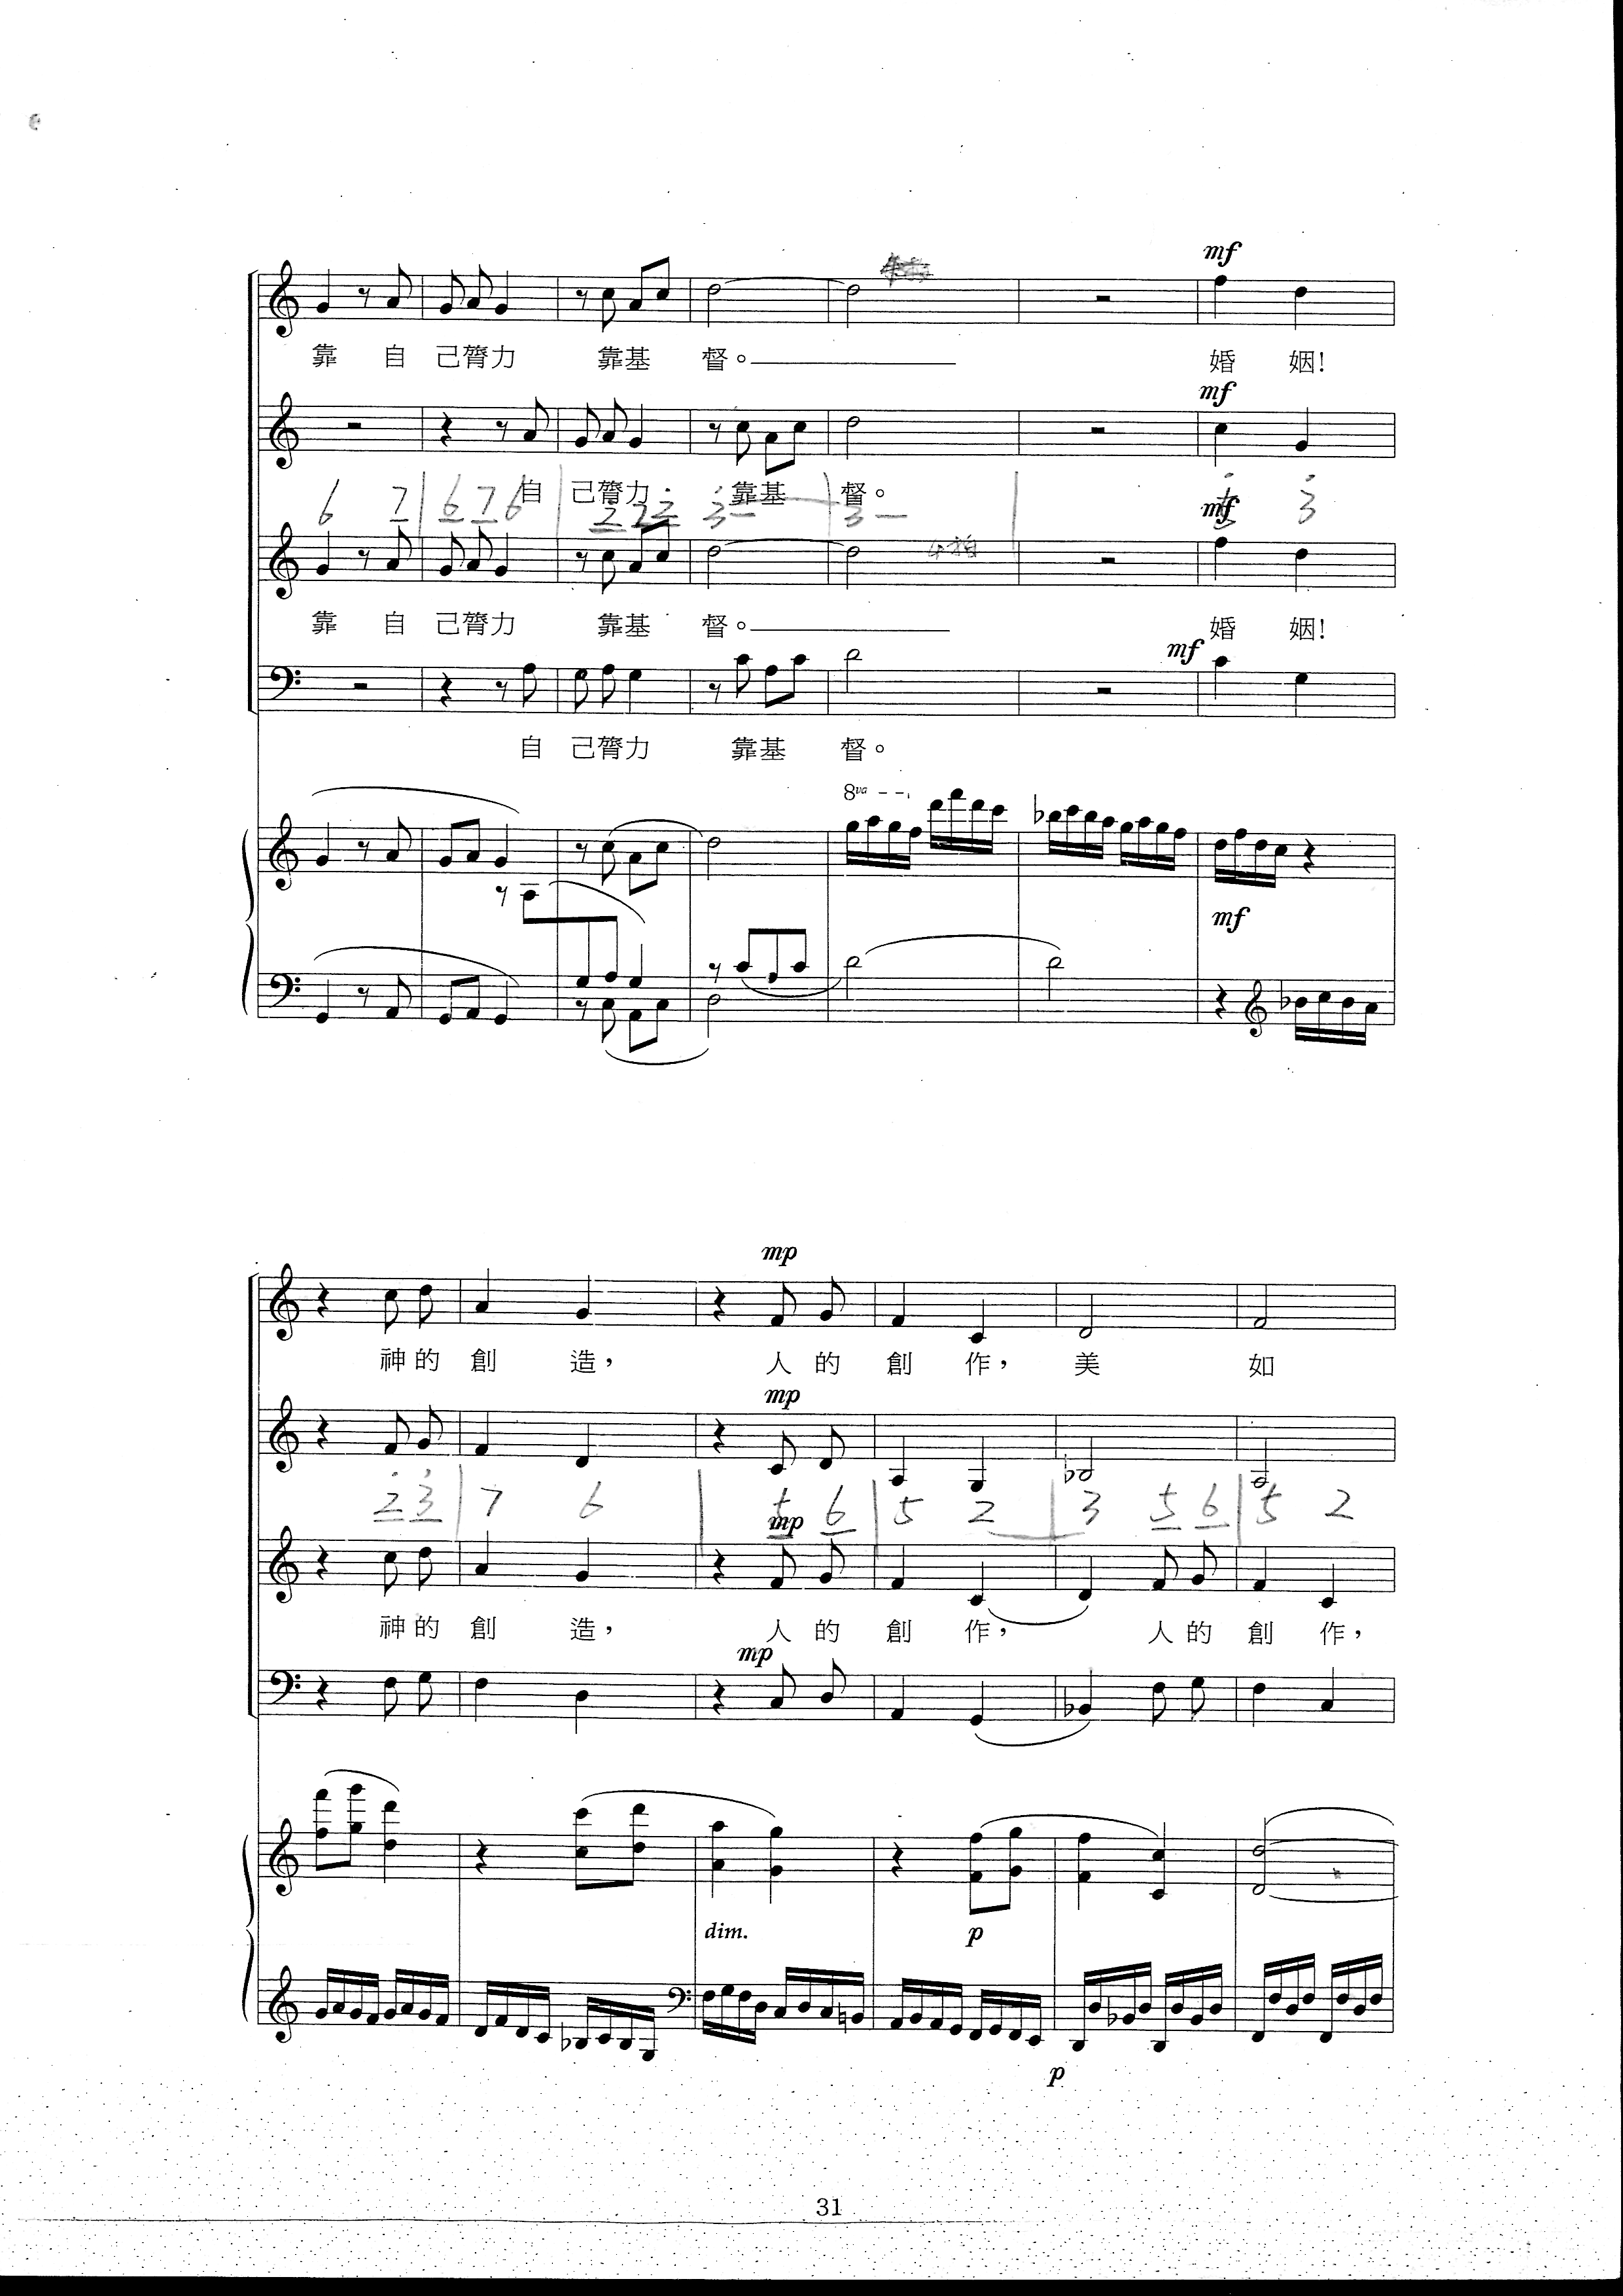 mf
靠 自 己膂力 靠基 督。 婚 姻!
mf
自 己膂力 靠基 督。
6 7 6 7 6 2 2 3 3 3
mf
4拍
靠 自 己膂力 靠基 督。 婚 姻!
mf
自 己膂力 靠基 督。
8va
mf
mp
神的 創 造, 人 的 創 作, 美 如
mp
2 3 7 6 5 6 5 2 3 5 6 5 2
mp
神的 創 造, 人 的 創 作, 人 的 創 作,
mp
dim. p
p
31